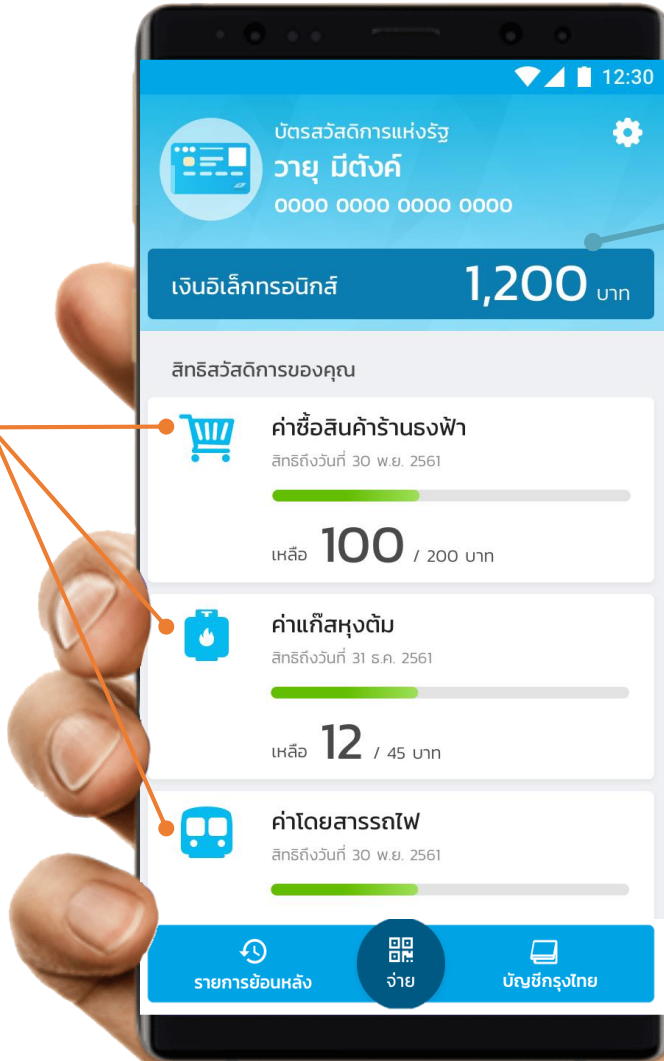 12:30
บัตรสวัสดิการแห่งรัฐ
วายุ มีตังค์
0000 0000 0000 0000
เงินอิเล็กทรอนิกส์ 1,200 บาท
สิทธิสวัสดิการของคุณ
ค่าซื้อสินค้าร้านธงฟ้า
สิทธิถึงวันที่ 30 พ.ย. 2561
เหลือ 100 / 200 บาท
ค่าแก๊สหุงต้ม
สิทธิถึงวันที่ 31 ธ.ค. 2561
เหลือ 12 / 45 บาท
ค่าโดยสารรถไฟ
สิทธิถึงวันที่ 30 พ.ย. 2561
รายการย้อนหลัง จ่าย บัญชีกรุงไทย